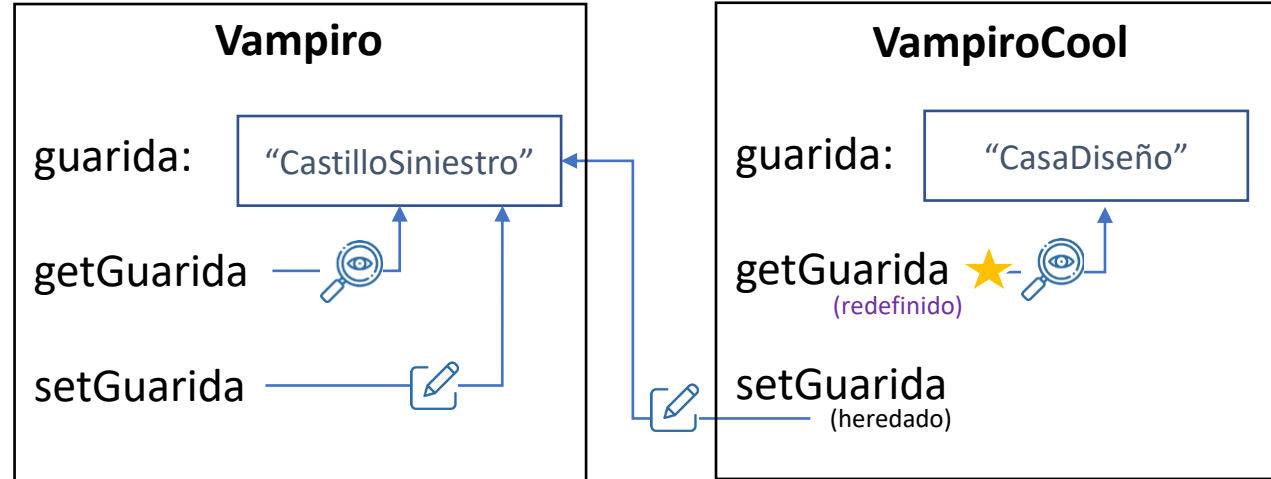 Vampiro
guarida:
“CastilloSiniestro”
getGuarida
setGuarida
VampiroCool
guarida:
“CasaDiseño”
getGuarida
(redefinido)
setGuarida
(heredado)